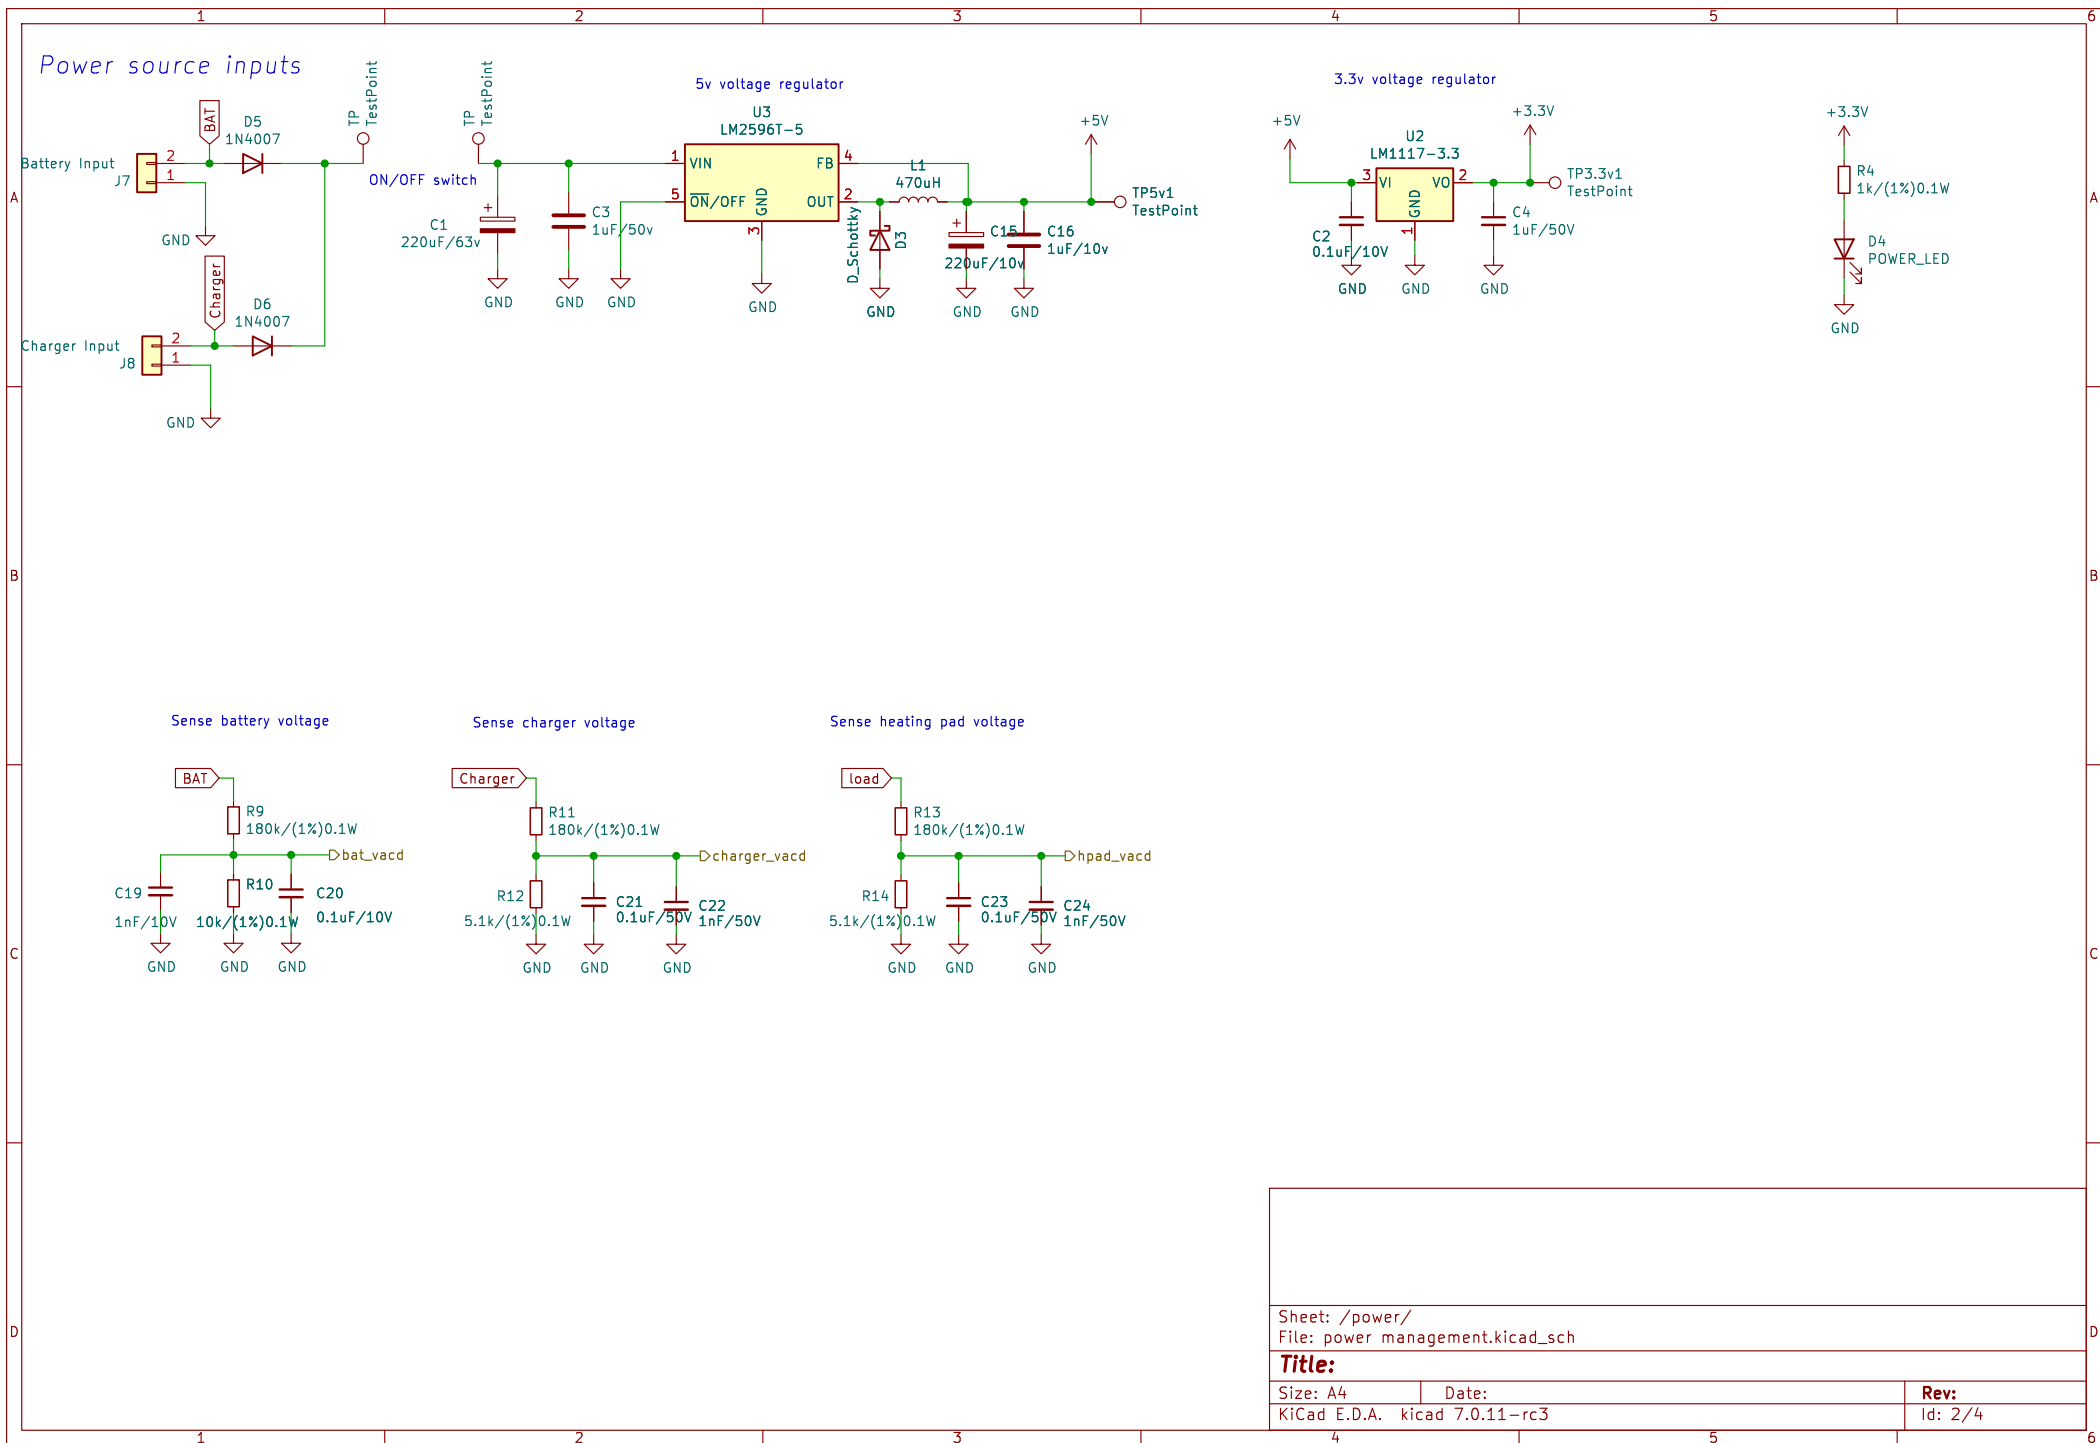 1 2 3 4 5 6
Power source inputs
BAT
D5
1N4007
Battery Input
2
1
J7
GND
Charger
D6
1N4007
Charger Input
2
1
J8
GND
TP
TestPoint
ON/OFF switch
TP
TestPoint
C1
220uF/63v
GND
C3
1uF/50v
GND
GND
5v voltage regulator
U3
LM2596T-5
1 VIN
5 ON/OFF
GND
3
FB 4
OUT 2
GND
D_Schottky
D3
GND
L1
470uH
C15
220uF/10v
GND
C16
1uF/10v
GND
+5V
TP5v1
TestPoint
3.3v voltage regulator
+5V
U2
LM1117-3.3
3 VI
VO 2
GND
1
C2
0.1uF/10V
GND
GND
+3.3V
TP3.3v1
TestPoint
C4
1uF/50V
GND
+3.3V
R4
1k/(1%)0.1W
D4
POWER_LED
GND
A A
B B
Sense battery voltage
BAT
R9
180k/(1%)0.1W
bat_vacd
C19
1nF/10V
R10
10k/(1%)0.1W
C20
0.1uF/10V
GND GND GND
Sense charger voltage
Charger
R11
180k/(1%)0.1W
charger_vacd
R12
5.1k/(1%)0.1W
C21
0.1uF/50V
C22
1nF/50V
GND GND GND
Sense heating pad voltage
load
R13
180k/(1%)0.1W
hpad_vacd
R14
5.1k/(1%)0.1W
C23
0.1uF/50V
C24
1nF/50V
GND GND GND
C C
D D
Sheet: /power/
File: power management.kicad_sch
Title:
Size: A4 Date: Rev:
KiCad E.D.A. kicad 7.0.11-rc3 Id: 2/4
1 2 3 4 5 6